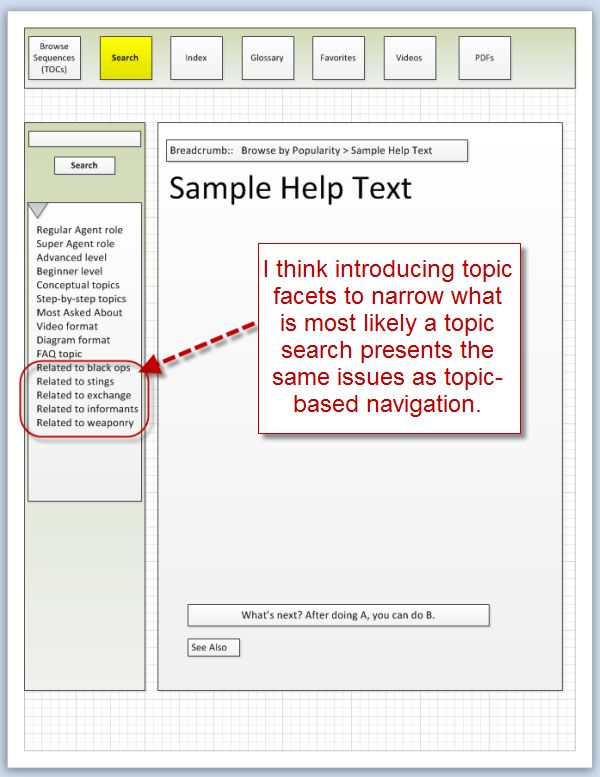 Browse
Sequences
(TOCs)
Search
Index
Glossary
Favorites
Videos
PDFs
Search
Regular Agent role
Super Agent role
Advanced level
Beginner level
Conceptual topics
Step-by-step topics
Most Asked About
Video format
Diagram format
FAQ topic
Related to black ops
Related to stings
Related to exchange
Related to informants
Related to weaponry
Breadcrumb:: Browse by Popularity > Sample Help Text
Sample Help Text
I think introducing topic
facets to narrow what
is most likely a topic
search presents the
same issues as topic-
based navigation.
What's next? After doing A, you can do B.
See Also